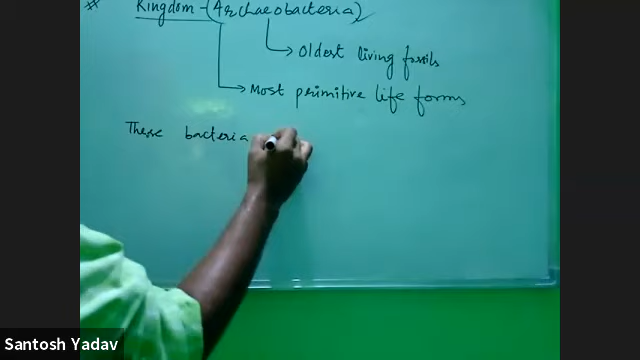 ** Kingdom - (Archaeobacteria)
Oldest living fossils
Most primitive life forms
These bacteria
Santosh Yadav